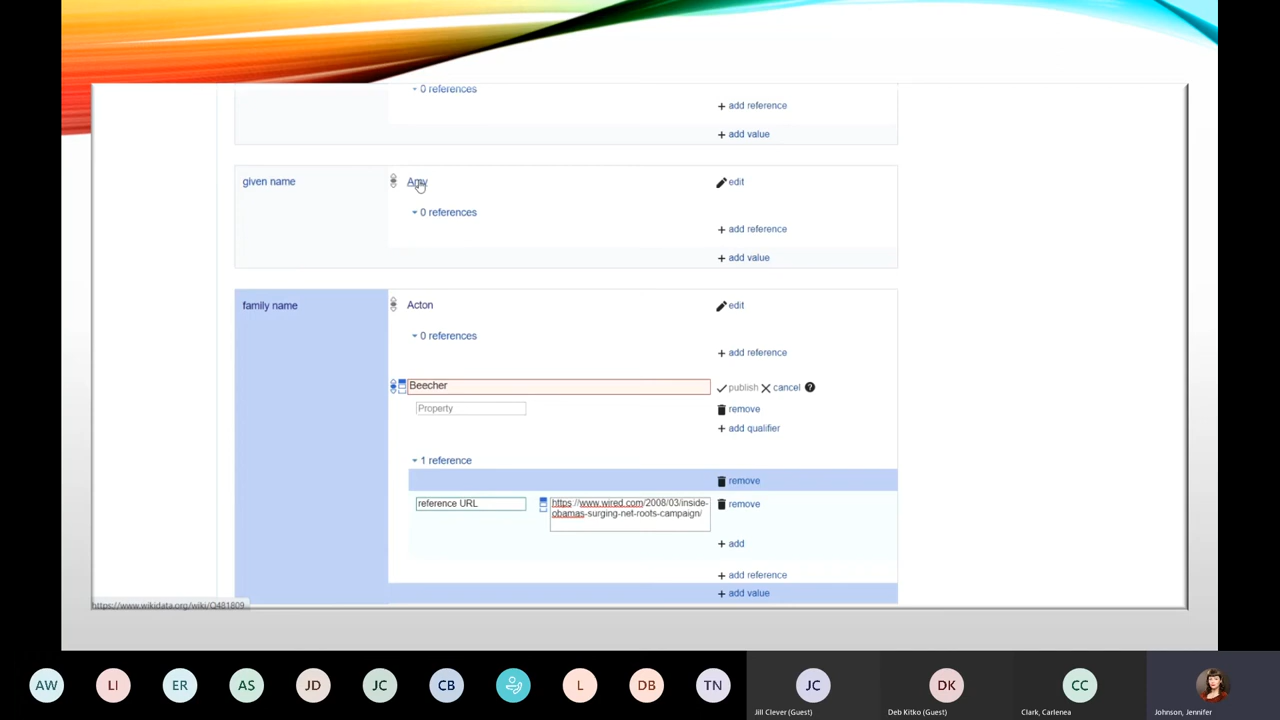 0 references
+ add reference
+ add value
given name
Amy
edit
0 references
+ add reference
+ add value
family name
Acton
edit
0 references
+ add reference
Beecher
publish
cancel
?
Property
remove
+ add qualifier
1 reference
remove
reference URL
https://www.wired.com/2008/03/inside-
obamas-surging-net-roots-campaign/
remove
+ add
+ add reference
+ add value
https://www.wikidata.org/wiki/Q481809
AW
LI
ER
AS
JD
JC
CB
L
DB
TN
JC
Jill Clever (Guest)
DK
Deb Kitko (Guest)
CC
Clark, Carlenea
Johnson, Jennifer